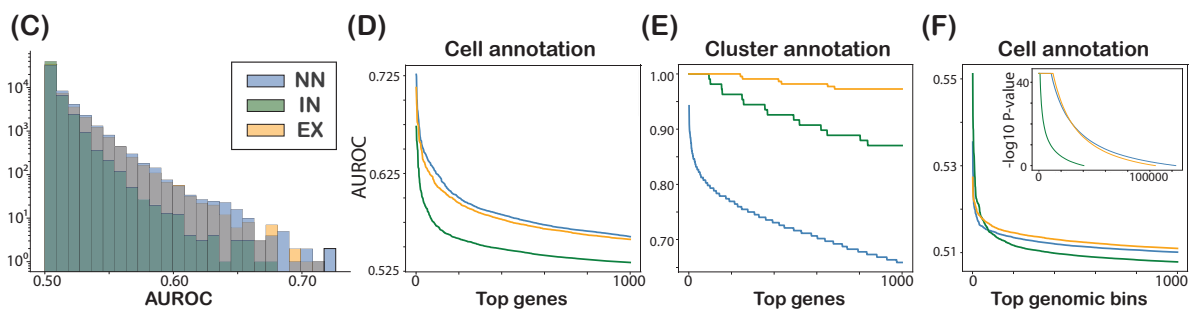 (C)
10⁴
10³
10²
10¹
10⁰
0.50
0.60
0.70
AUROC
NN
IN
EX
(D)
Cell annotation
AUROC
0.725
0.625
0.525
0
1000
Top genes
(E)
Cluster annotation
1.00
0.90
0.80
0.70
0
1000
Top genes
(F)
Cell annotation
0.55
0.53
0.51
0
1000
Top genomic bins
-log10 P-value
40
0
0
100000